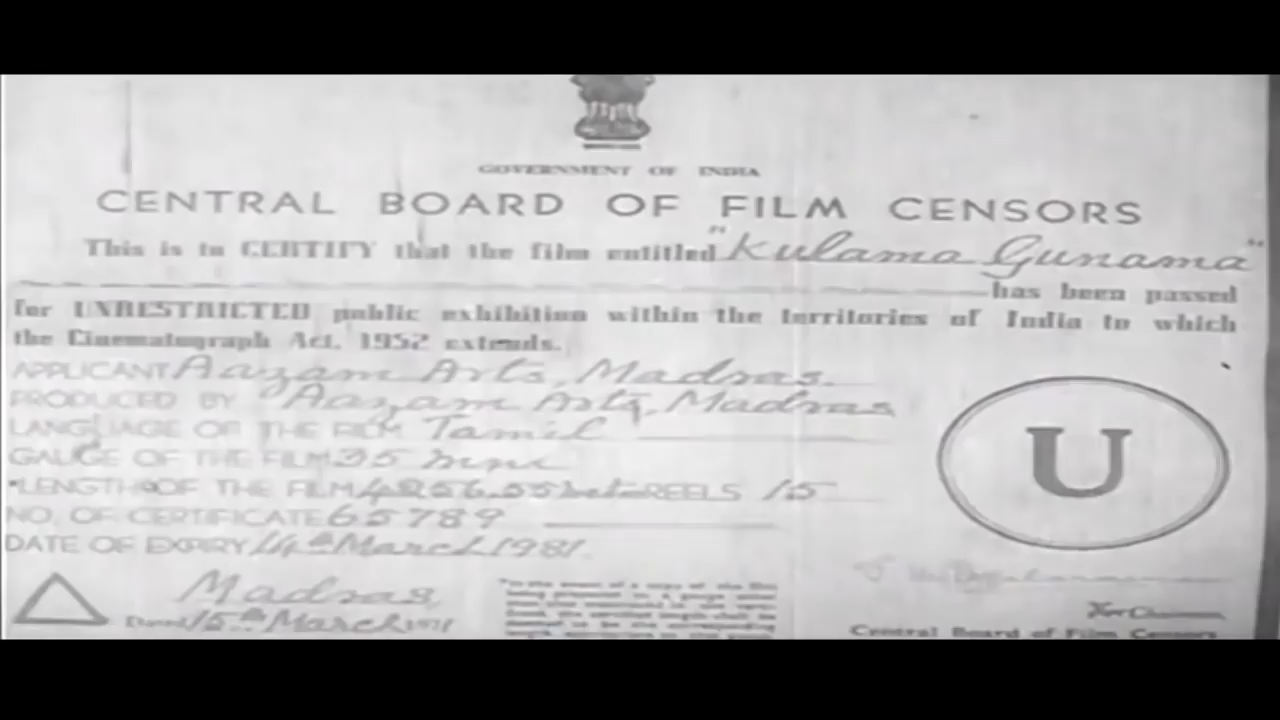 GOVERNMENT OF INDIA
CENTRAL BOARD OF FILM CENSORS
This is to CERTIFY that the film entitled "Kulama Gunama"
has been passed
for UNRESTRICTED public exhibition within the territories of India to which
the Cinematograph Act, 1952 extends.
APPLICANT Aazam Arts, Madras.
PRODUCED BY "Aazam Arts, Madras
LANGUAGE OF THE FILM Tamil
GAUGE OF THE FILM 35 mm
U
*LENGTH OF THE FILM 4256.55 REELS 15
NO. OF CERTIFICATE 65789
DATE OF EXPIRY 14th March 1981.
Madras,
Dated 15th March 1971
For Chairman
Central Board of Film Censors